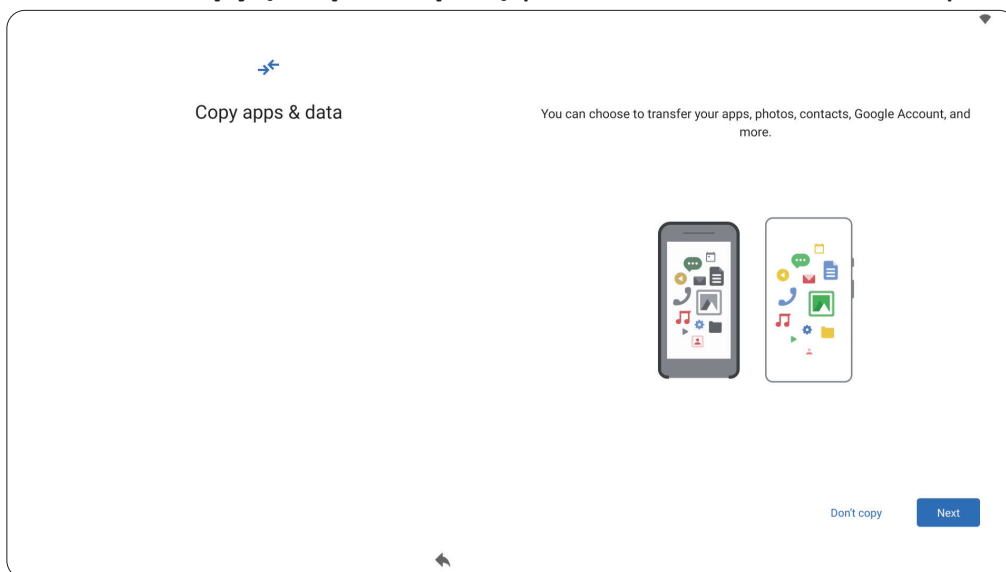 Copy apps & data
You can choose to transfer your apps, photos, contacts, Google Account, and
more.
Don't copy
Next